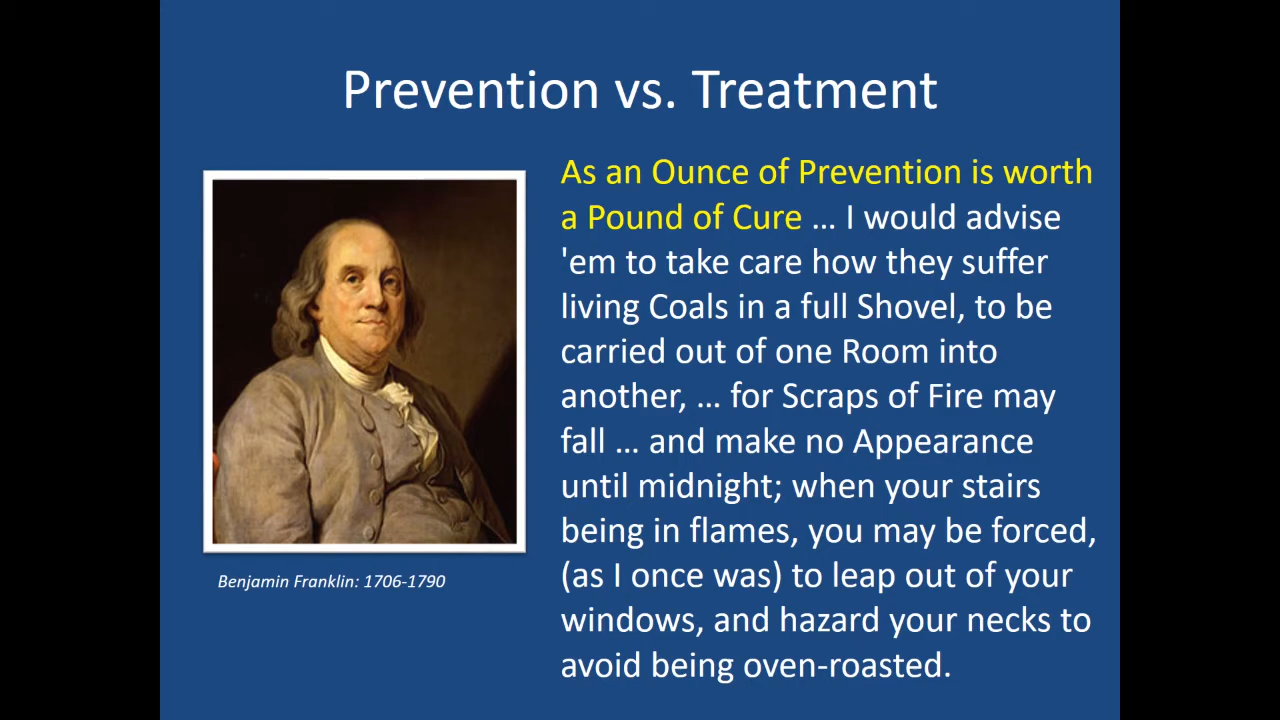 Prevention vs. Treatment
As an Ounce of Prevention is worth
a Pound of Cure ... I would advise
'em to take care how they suffer
living Coals in a full Shovel, to be
carried out of one Room into
another, ... for Scraps of Fire may
fall ... and make no Appearance
until midnight; when your stairs
being in flames, you may be forced,
(as I once was) to leap out of your
windows, and hazard your necks to
avoid being oven-roasted.
Benjamin Franklin: 1706-1790